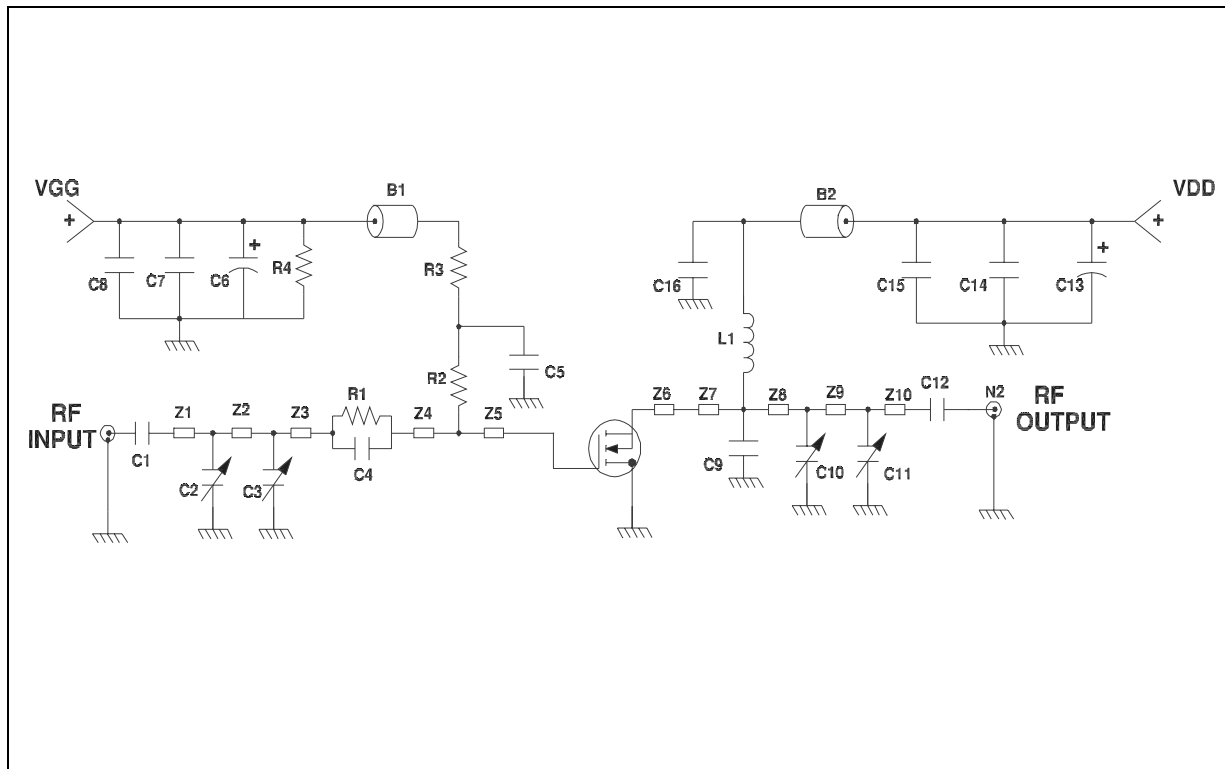 VGG
+
B1
B2
VDD
+
C8
C7
C6
+
R4
R3
C16
C15
C14
C13
+
L1
R2
C5
RF
INPUT
Z1
Z2
Z3
R1
Z4
Z5
Z6
Z7
Z8
Z9
Z10
C12
N2
RF
OUTPUT
C1
C2
C3
C4
C9
C10
C11